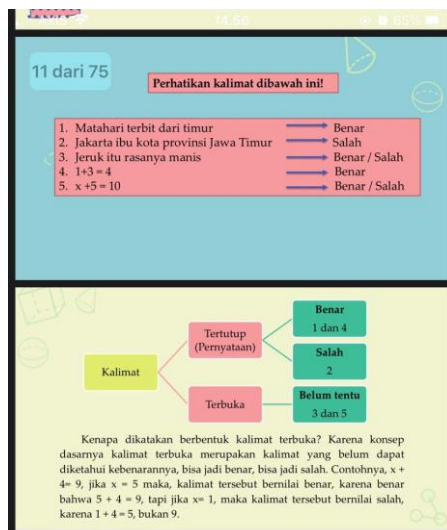 14.56
65%
11 dari 75
Perhatikan kalimat dibawah ini!
1. Matahari terbit dari timur Benar
2. Jakarta ibu kota provinsi Jawa Timur Salah
3. Jeruk itu rasanya manis Benar / Salah
4. 1+3 = 4 Benar
5. x +5 = 10 Benar / Salah
Kalimat
Tertutup
(Pernyataan)
Benar
1 dan 4
Salah
2
Terbuka
Belum tentu
3 dan 5
Kenapa dikatakan berbentuk kalimat terbuka? Karena konsep
dasarnya kalimat terbuka merupakan kalimat yang belum dapat
diketahui kebenarannya, bisa jadi benar, bisa jadi salah. Contohnya, x +
4= 9, jika x = 5 maka, kalimat tersebut bernilai benar, karena benar
bahwa 5 + 4 = 9, tapi jika x= 1, maka kalimat tersebut bernilai salah,
karena 1 + 4 = 5, bukan 9.